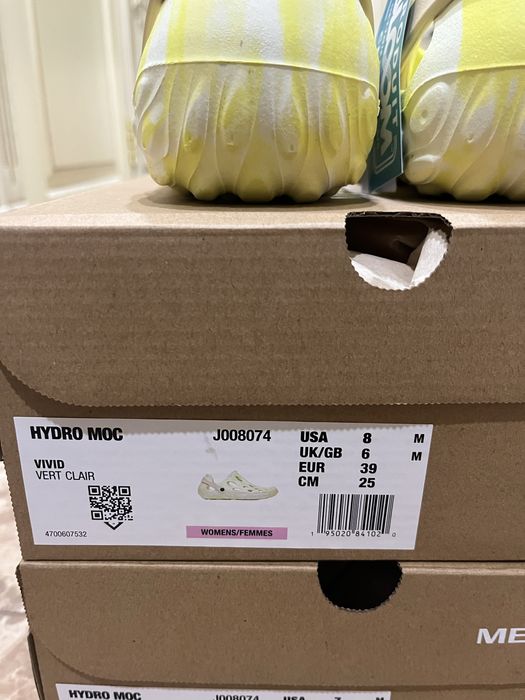 HYDRO MOC J008074 USA 8 M
UK/GB 6 M
VIVID EUR 39
VERT CLAIR CM 25
4700607532 WOMENS/FEMMES 1 95020 84102 0
ME
HYDRO MOC J008074 USA 7 M